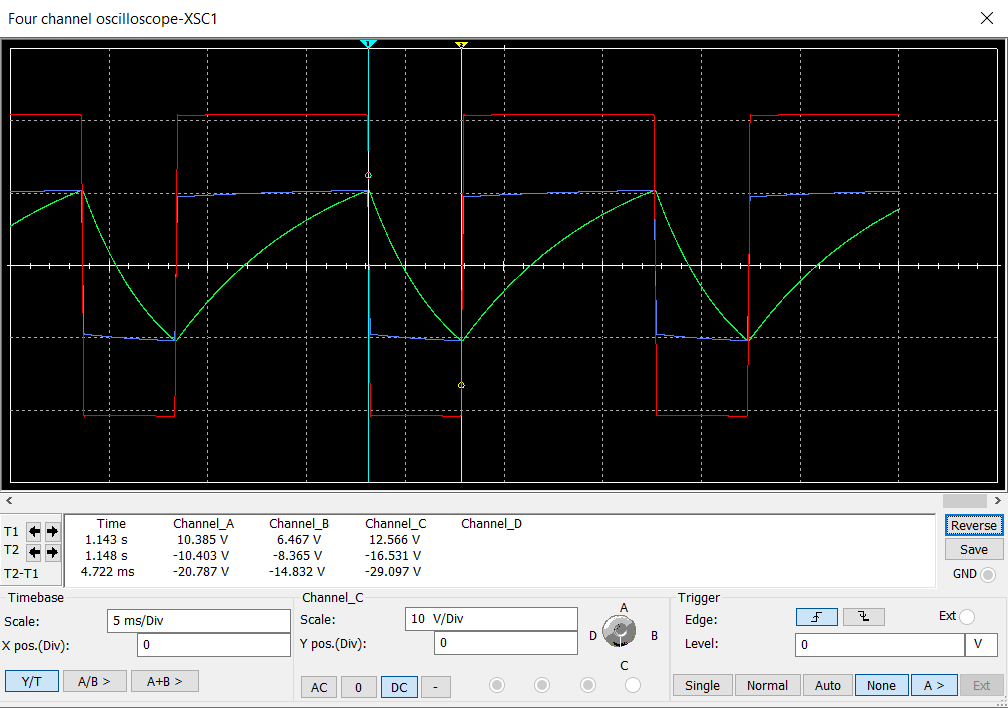 Four channel oscilloscope-XSC1
1 2
T1 T2 T2-T1
Time Channel_A Channel_B Channel_C Channel_D
1.143 s 10.385 V 6.467 V 12.566 V
1.148 s -10.403 V -8.365 V -16.531 V
4.722 ms -20.787 V -14.832 V -29.097 V
Reverse
Save
GND
Timebase
Scale: 5 ms/Div
X pos.(Div): 0
Y/T A/B > A+B >
Channel_C
Scale: 10 V/Div
Y pos.(Div): 0
AC 0 DC -
A
D B
C
Trigger
Edge: Ext
Level: 0 V
Single Normal Auto None A > Ext